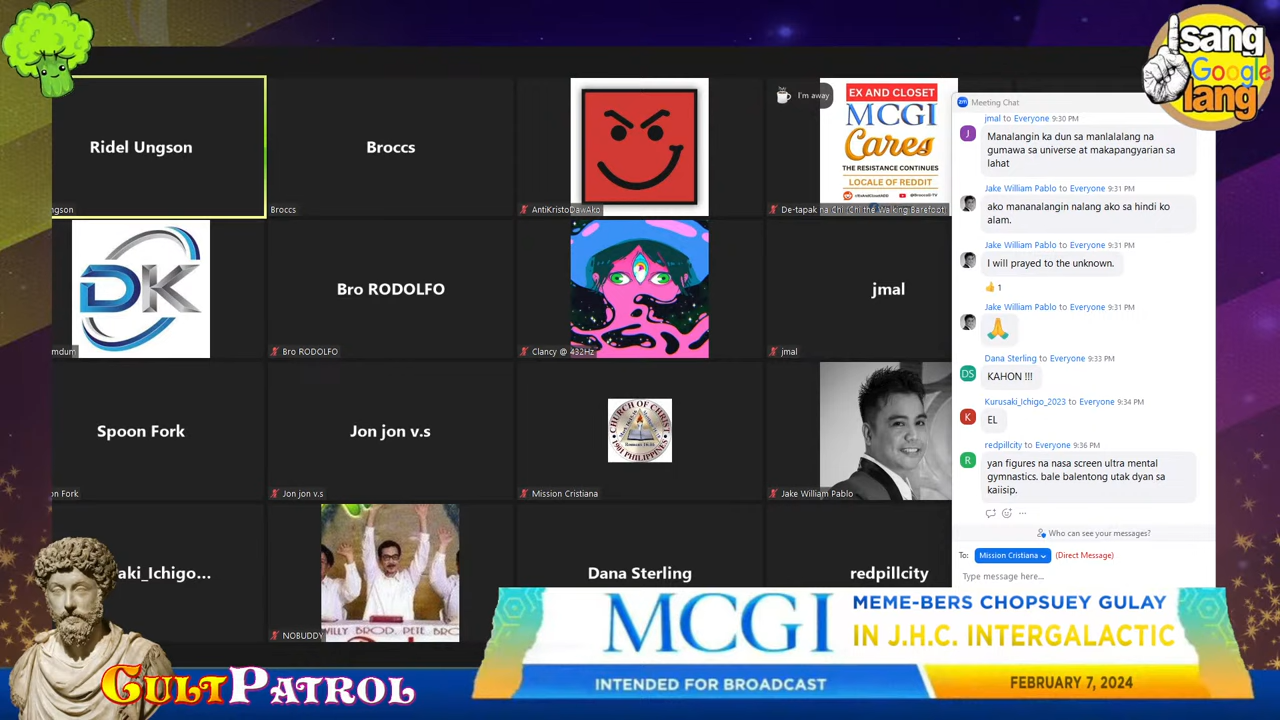 Isang
Google
lang
Ridel Ungson
ngson
Broccs
Broccs
AntiKristoDawAko
I'm away
EX AND CLOSET
MCGI
Cares
THE RESISTANCE CONTINUES
LOCALE OF REDDIT
De-tapak na Chi (Chi the Walking Barefoot)
DK
mdum
Bro RODOLFO
Bro RODOLFO
Clancy @ 432Hz
jmal
jmal
Spoon Fork
on Fork
Jon jon v.s
Jon jon v.s
CHURCH OF CHRIST
1901 PHILIPPINES
Mission Cristiana
Jake William Pablo
aki_Ichigo...
WILLY BROD, PETE BRO
NOBUDDY
Dana Sterling
redpillcity
Meeting Chat
jmal to Everyone 9:30 PM
J
Manalangin ka dun sa manlalalang na
gumawa sa universe at makapangyarian sa
lahat
Jake William Pablo to Everyone 9:31 PM
ako mananalangin nalang ako sa hindi ko
alam.
Jake William Pablo to Everyone 9:31 PM
I will prayed to the unknown.
1
Jake William Pablo to Everyone 9:31 PM
Dana Sterling to Everyone 9:33 PM
DS
KAHON !!!
Kurusaki_Ichigo_2023 to Everyone 9:34 PM
K
EL
redpillcity to Everyone 9:36 PM
R
yan figures na nasa screen ultra mental
gymnastics. bale balentong utak dyan sa
kaiisip.
Who can see your messages?
To: Mission Cristiana (Direct Message)
Type message here...
MCGI
MEME-BERS CHOPSUEY GULAY
IN J.H.C. INTERGALACTIC
INTENDED FOR BROADCAST
FEBRUARY 7, 2024
CULTPATROL